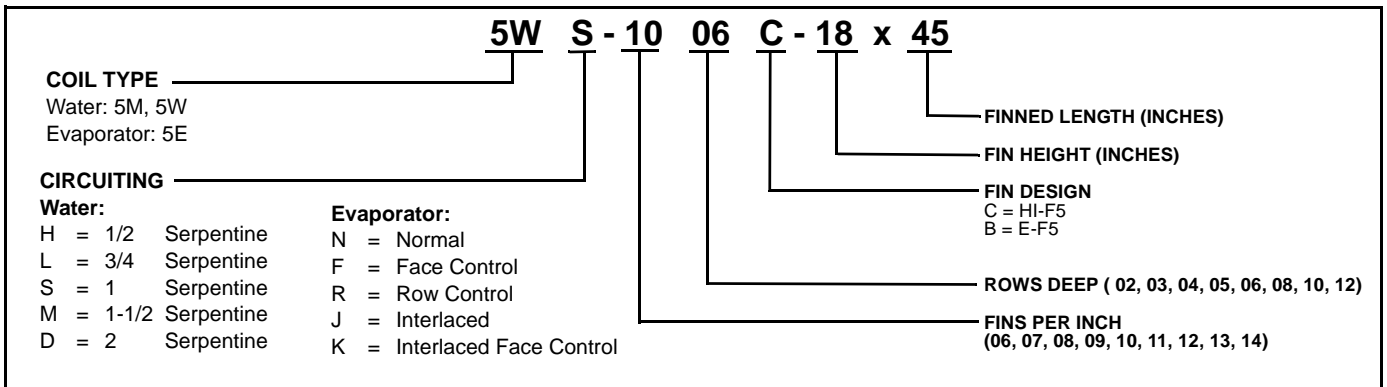 5W S - 10 06 C - 18 x 45
COIL TYPE
Water: 5M, 5W
Evaporator: 5E
CIRCUITING
Water:
H = 1/2 Serpentine
L = 3/4 Serpentine
S = 1 Serpentine
M = 1-1/2 Serpentine
D = 2 Serpentine
Evaporator:
N = Normal
F = Face Control
R = Row Control
J = Interlaced
K = Interlaced Face Control
FINNED LENGTH (INCHES)
FIN HEIGHT (INCHES)
FIN DESIGN
C = HI-F5
B = E-F5
ROWS DEEP ( 02, 03, 04, 05, 06, 08, 10, 12)
FINS PER INCH
(06, 07, 08, 09, 10, 11, 12, 13, 14)